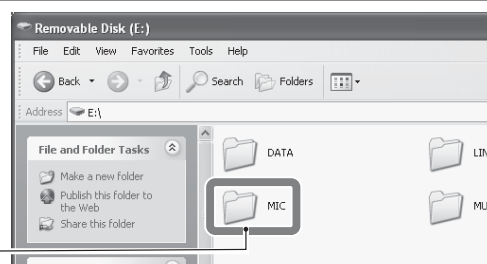 Removable Disk (E:)
File Edit View Favorites Tools Help
Back Search Folders
Address E:\
File and Folder Tasks
Make a new folder
Publish this folder to
the Web
Share this folder
DATA
MIC